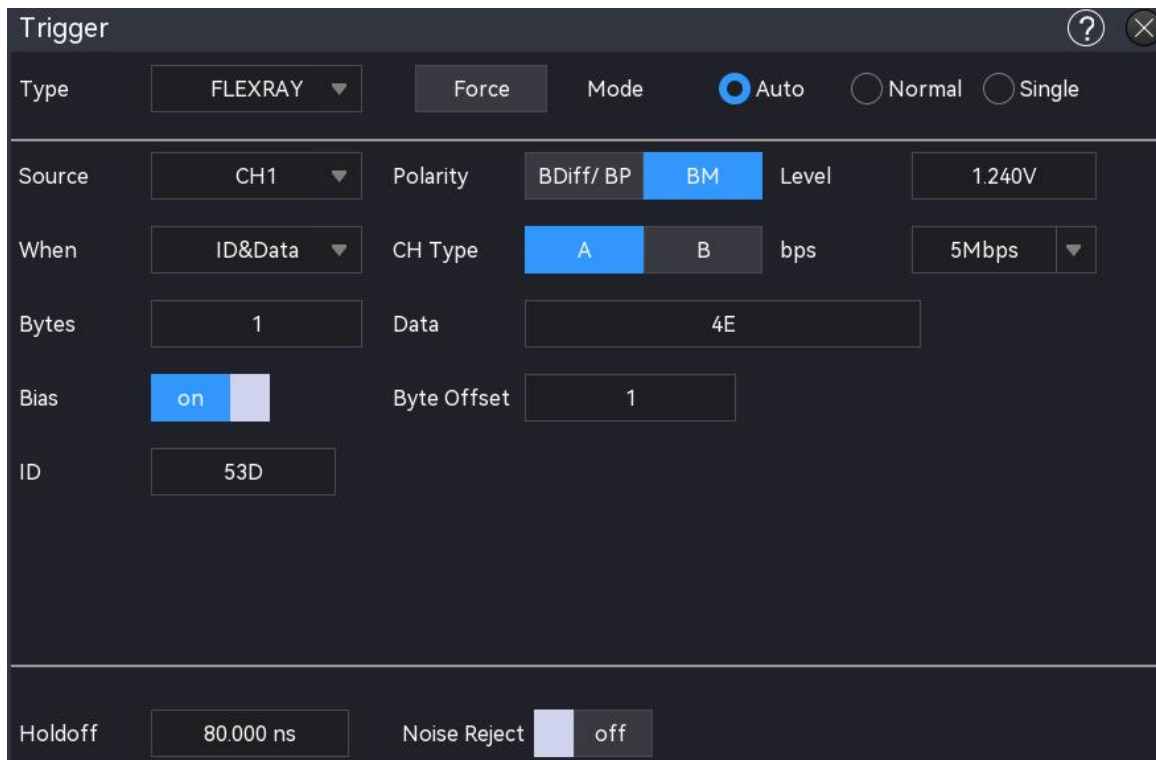 Trigger ?
Type FLEXRAY Force Mode Auto Normal Single
Source CH1 Polarity BDiff/ BP BM Level 1.240V
When ID&Data CH Type A B bps 5Mbps
Bytes 1 Data 4E
Bias on Byte Offset 1
ID 53D
Holdoff 80.000 ns Noise Reject off